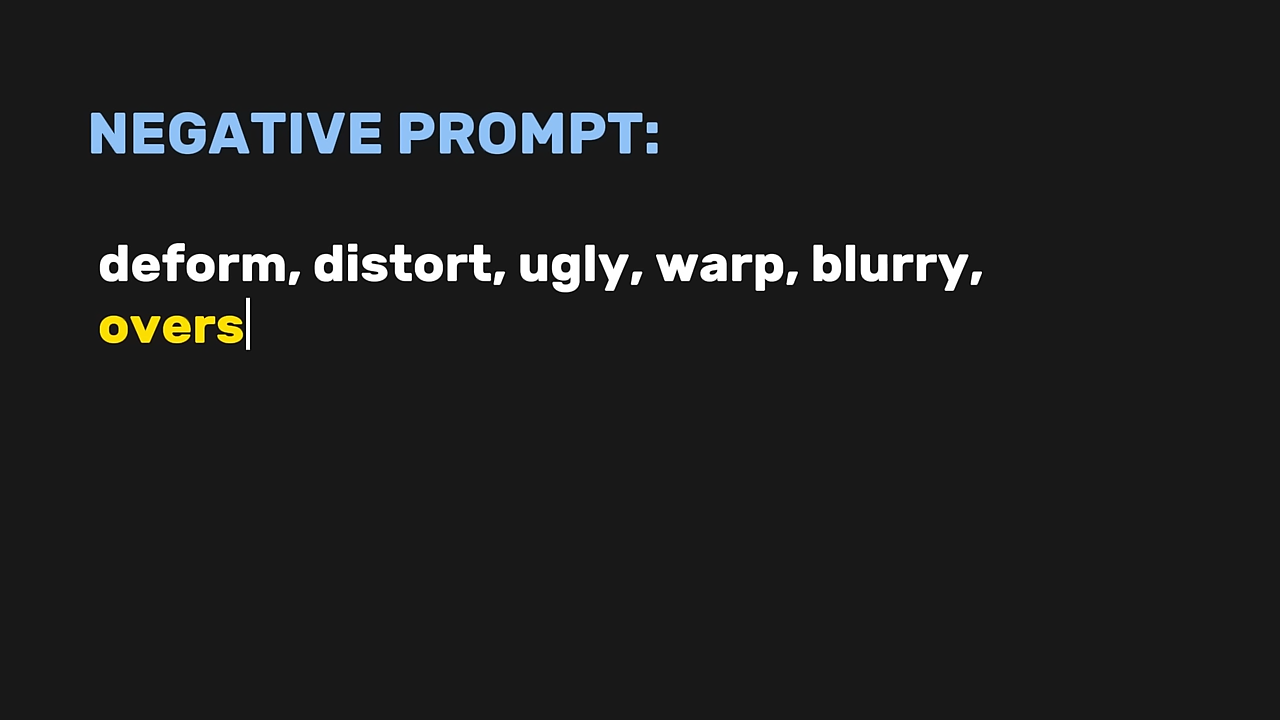 NEGATIVE PROMPT:
deform, distort, ugly, warp, blurry,
overs